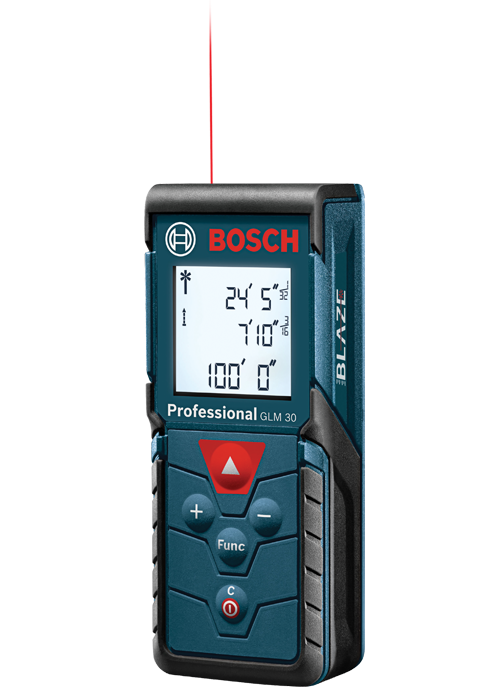 BOSCH
24' 5"
7'10"
100' 0"
Professional GLM 30
BLAZE
+
−
Func
C